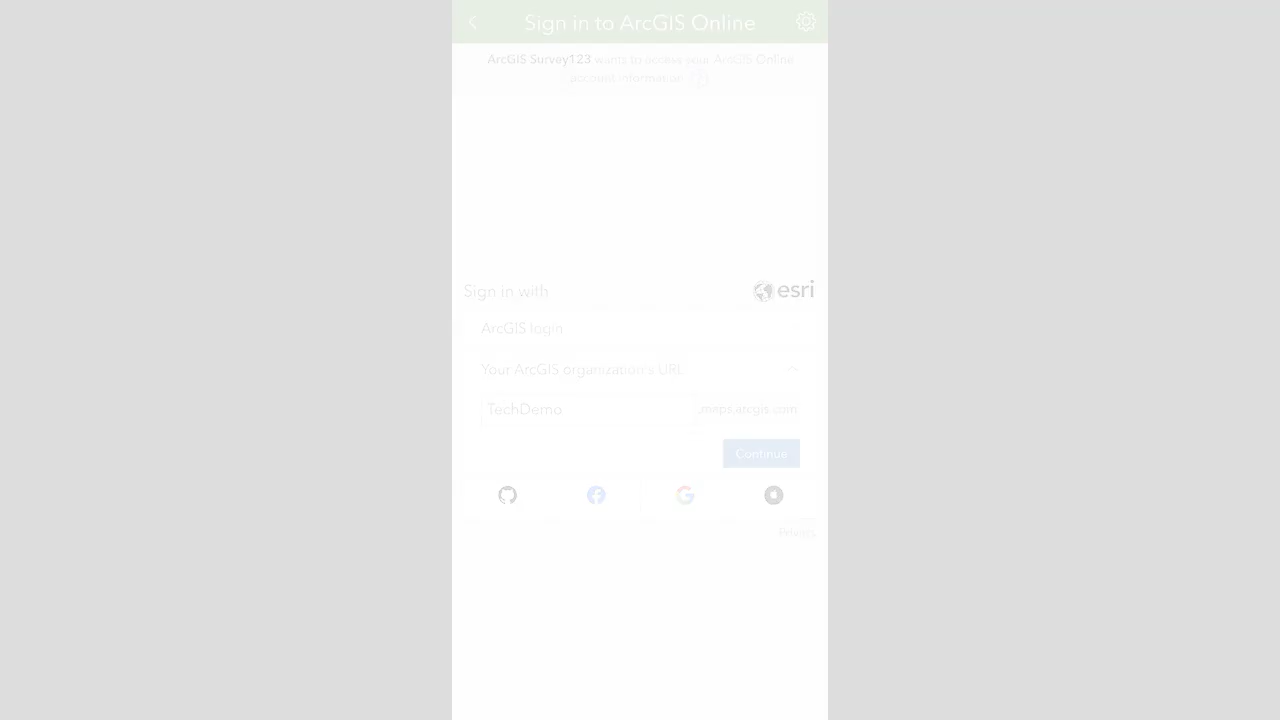 Sign in to ArcGIS Online
ArcGIS Survey123 wants to access your ArcGIS Online
account information ?
Sign in with
esri
ArcGIS login
Your ArcGIS organization's URL
TechDemo .maps.arcgis.com
Continue
Privacy